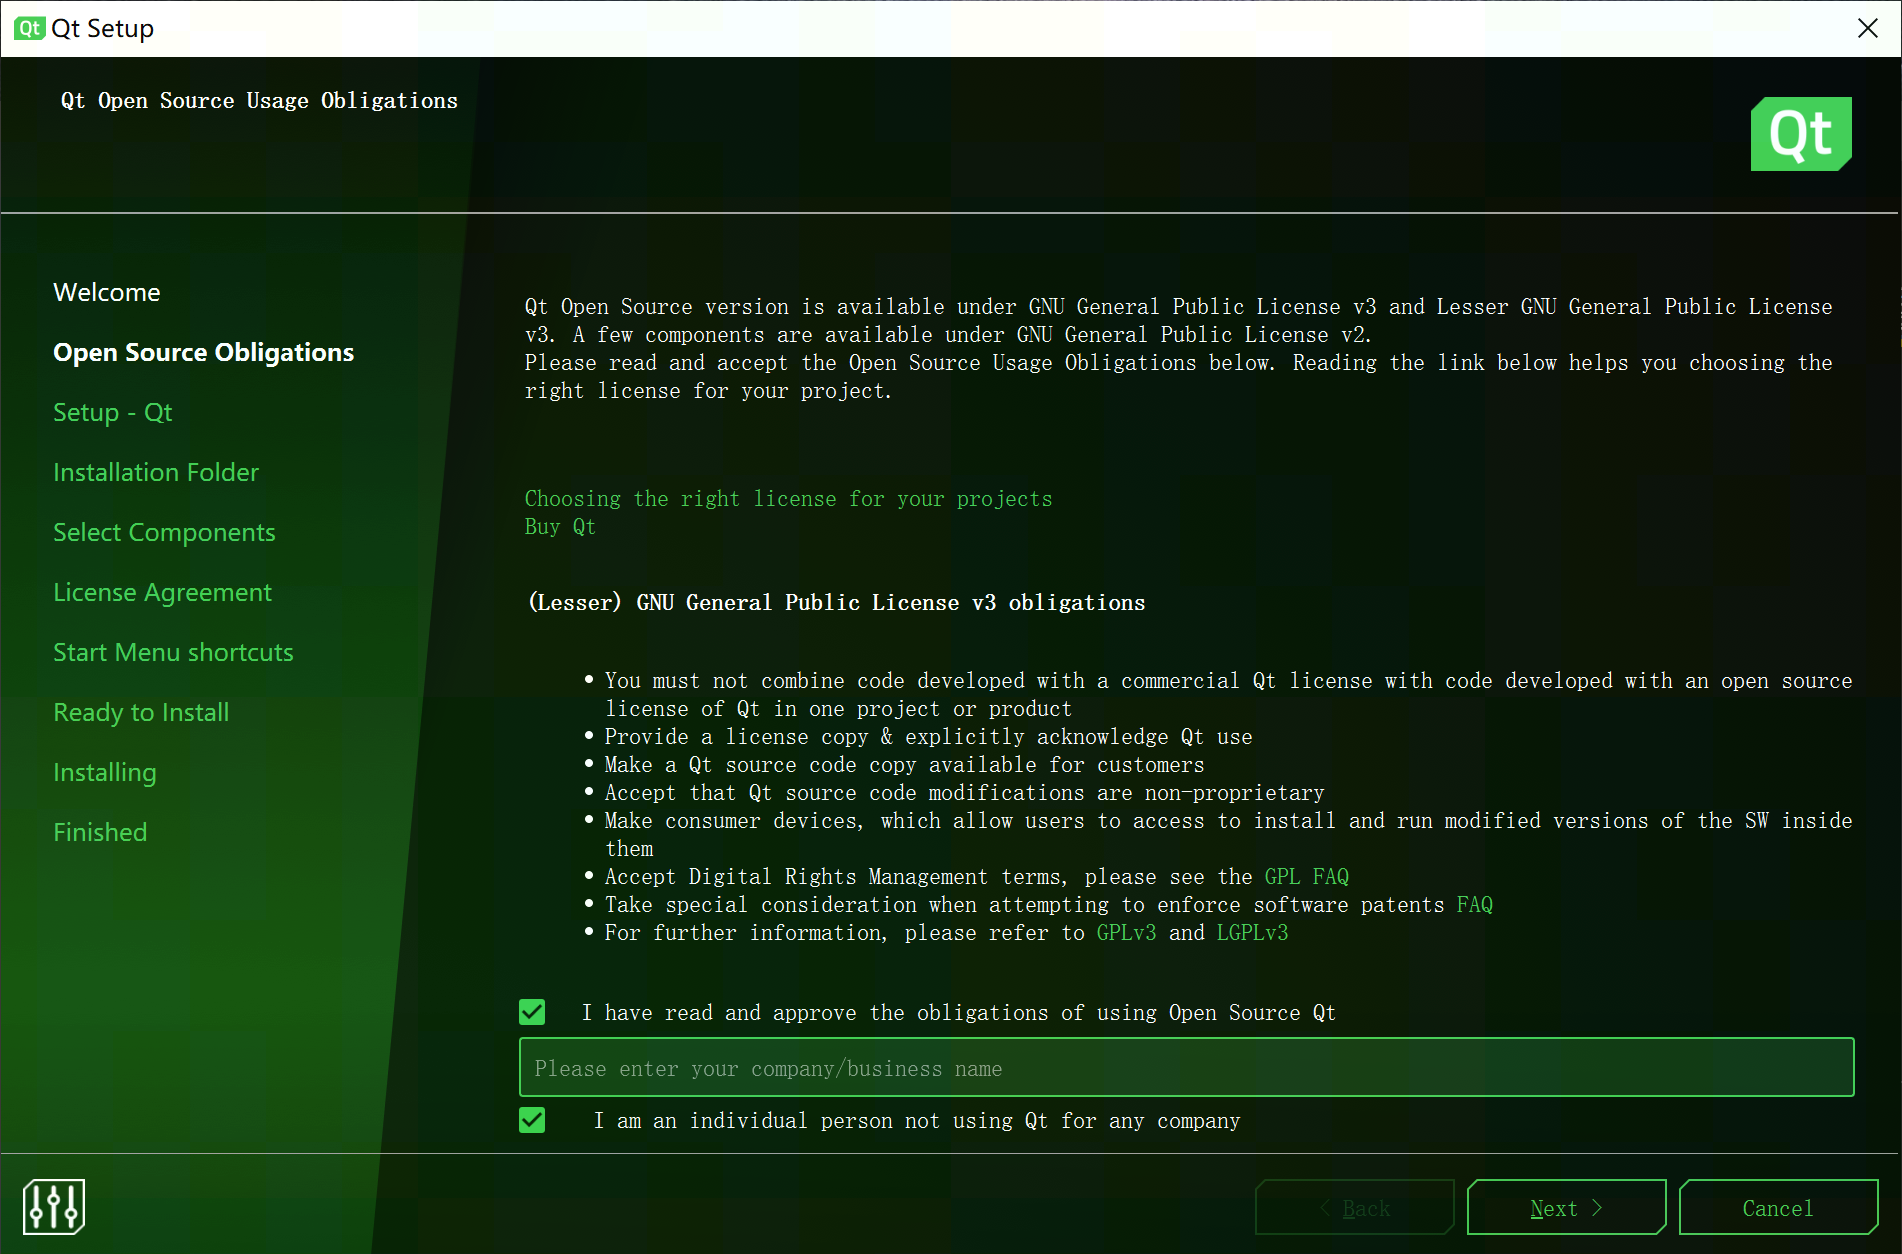 Qt Qt Setup
Qt Open Source Usage Obligations
Qt
Welcome
Open Source Obligations
Setup - Qt
Installation Folder
Select Components
License Agreement
Start Menu shortcuts
Ready to Install
Installing
Finished
Qt Open Source version is available under GNU General Public License v3 and Lesser GNU General Public License
v3. A few components are available under GNU General Public License v2.
Please read and accept the Open Source Usage Obligations below. Reading the link below helps you choosing the
right license for your project.
Choosing the right license for your projects
Buy Qt
(Lesser) GNU General Public License v3 obligations
• You must not combine code developed with a commercial Qt license with code developed with an open source
license of Qt in one project or product
• Provide a license copy & explicitly acknowledge Qt use
• Make a Qt source code copy available for customers
• Accept that Qt source code modifications are non-proprietary
• Make consumer devices, which allow users to access to install and run modified versions of the SW inside
them
• Accept Digital Rights Management terms, please see the GPL FAQ
• Take special consideration when attempting to enforce software patents FAQ
• For further information, please refer to GPLv3 and LGPLv3
I have read and approve the obligations of using Open Source Qt
Please enter your company/business name
I am an individual person not using Qt for any company
< Back
Next >
Cancel